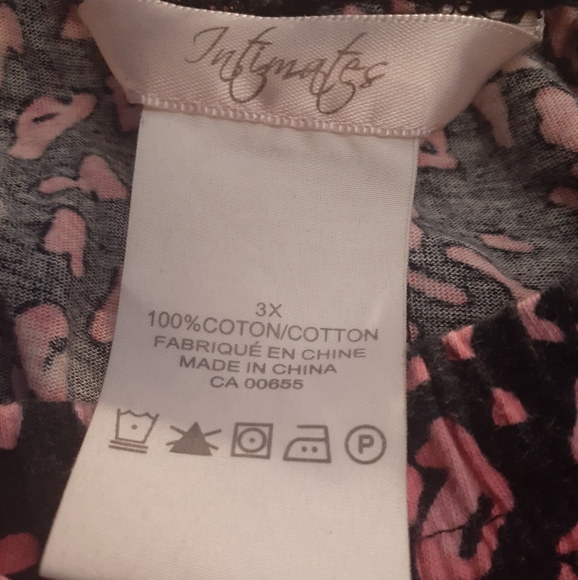 Intimates
3X
100% COTON/COTTON
FABRIQUÉ EN CHINE
MADE IN CHINA
CA 00655
P